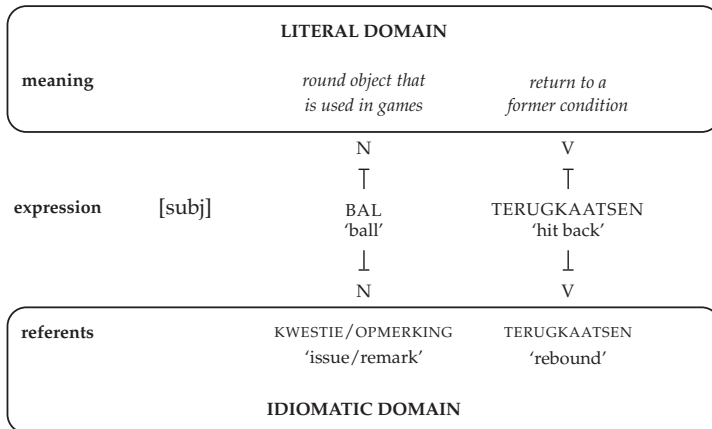 LITERAL DOMAIN
meaning round object that return to a
is used in games former condition
N V
expression [subj] BAL TERUGKAATSEN
'ball' 'hit back'
N V
referents KWESTIE/OPMERKING TERUGKAATSEN
'issue/remark' 'rebound'
IDIOMATIC DOMAIN